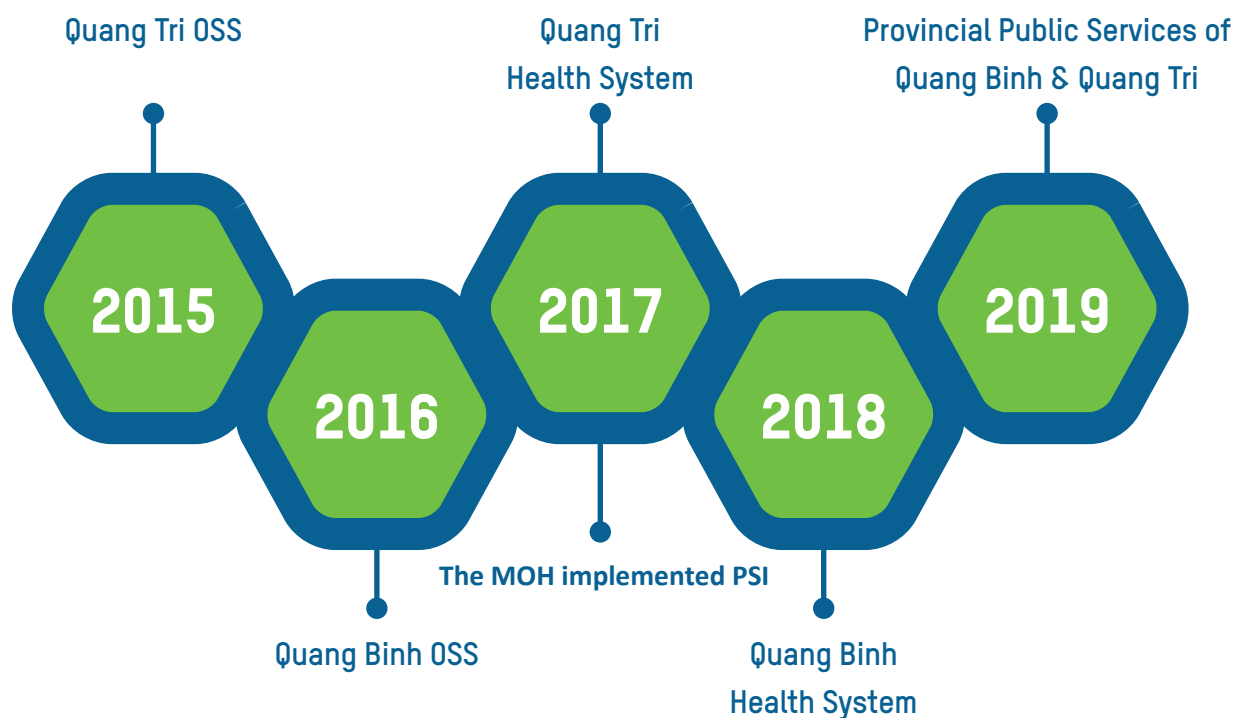 Quang Tri OSS
Quang Tri
Health System
Provincial Public Services of
Quang Binh & Quang Tri
2015
2016
2017
2018
2019
The MOH implemented PSI
Quang Binh OSS
Quang Binh
Health System